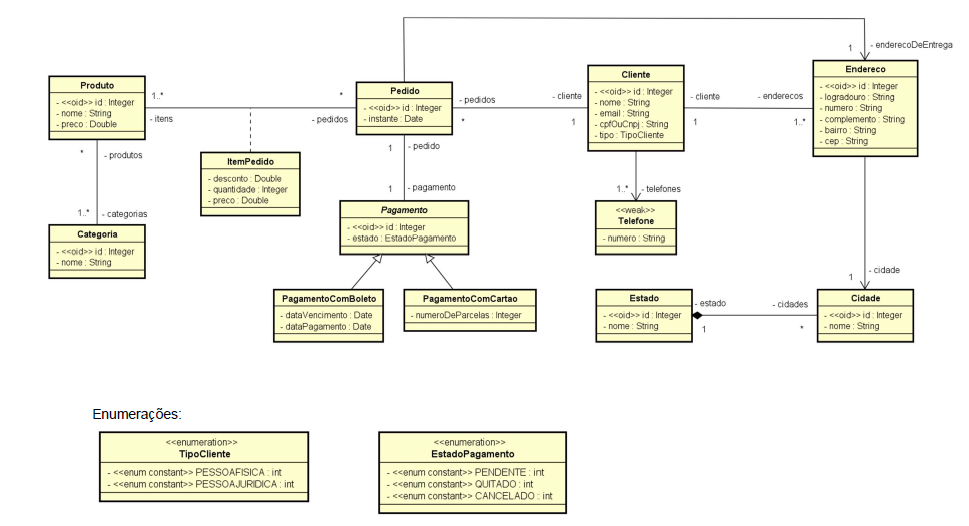 1
- enderecoDeEntrega
Produto
- <<oid>> id : Integer
- nome : String
- preco : Double
1..*
- itens
*
- pedidos
Pedido
- <<oid>> id : Integer
- instante : Date
- pedidos
*
- cliente
1
Cliente
- <<oid>> id : Integer
- nome : String
- email : String
- cpfOuCnpj : String
- tipo : TipoCliente
- cliente
1
- enderecos
1..*
Endereco
- <<oid>> id : Integer
- logradouro : String
- numero : String
- complemento : String
- bairro : String
- cep : String
*
- produtos
1..*
- categorias
ItemPedido
- desconto : Double
- quantidade : Integer
- preco : Double
1
- pedido
1
- pagamento
1..*
- telefones
Categoria
- <<oid>> id : Integer
- nome : String
Pagamento
- <<oid>> id : Integer
- estado : EstadoPagamento
<<weak>>
Telefone
- numero : String
1
- cidade
PagamentoComBoleto
- dataVencimento : Date
- dataPagamento : Date
PagamentoComCartao
- numeroDeParcelas : Integer
Estado
- <<oid>> id : Integer
- nome : String
- estado
1
- cidades
*
Cidade
- <<oid>> id : Integer
- nome : String
Enumerações:
<<enumeration>>
TipoCliente
- <<enum constant>> PESSOAFISICA : int
- <<enum constant>> PESSOAJURIDICA : int
<<enumeration>>
EstadoPagamento
- <<enum constant>> PENDENTE : int
- <<enum constant>> QUITADO : int
- <<enum constant>> CANCELADO : int